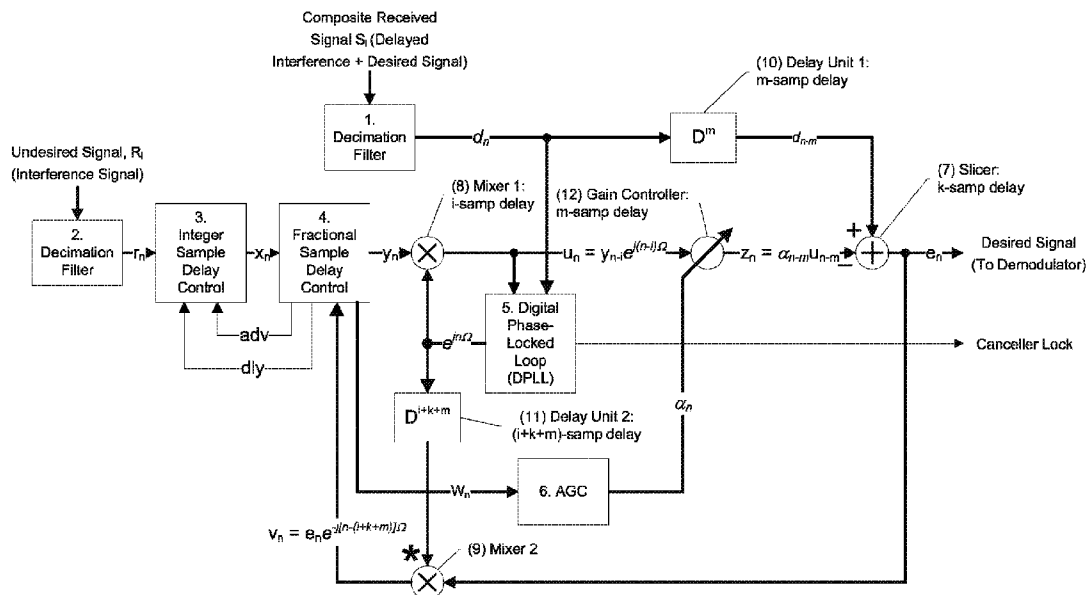 Composite Received
Signal Sᵢ (Delayed
Interference + Desired Signal)
(10) Delay Unit 1:
m-samp delay
1.
Decimation
Filter
dₙ
Dᵐ
dₙ₋ₘ
Undesired Signal, Rᵢ
(Interference Signal)
(8) Mixer 1:
i-samp delay
(12) Gain Controller:
m-samp delay
(7) Slicer:
k-samp delay
2.
Decimation
Filter
rₙ
3.
Integer
Sample
Delay
Control
xₙ
4.
Fractional
Sample
Delay
Control
yₙ
uₙ = yₙ₋ᵢe^{j(n-i)Ω}
zₙ = αₙ₋ₘuₙ₋ₘ
+
−
eₙ
Desired Signal
(To Demodulator)
adv
dly
e^{jnΩ}
5. Digital
Phase-
Locked
Loop
(DPLL)
Canceller Lock
D^{i+k+m}
(11) Delay Unit 2:
(i+k+m)-samp delay
αₙ
wₙ
6. AGC
vₙ = eₙe^{-j[n-(i+k+m)]Ω}
*
(9) Mixer 2